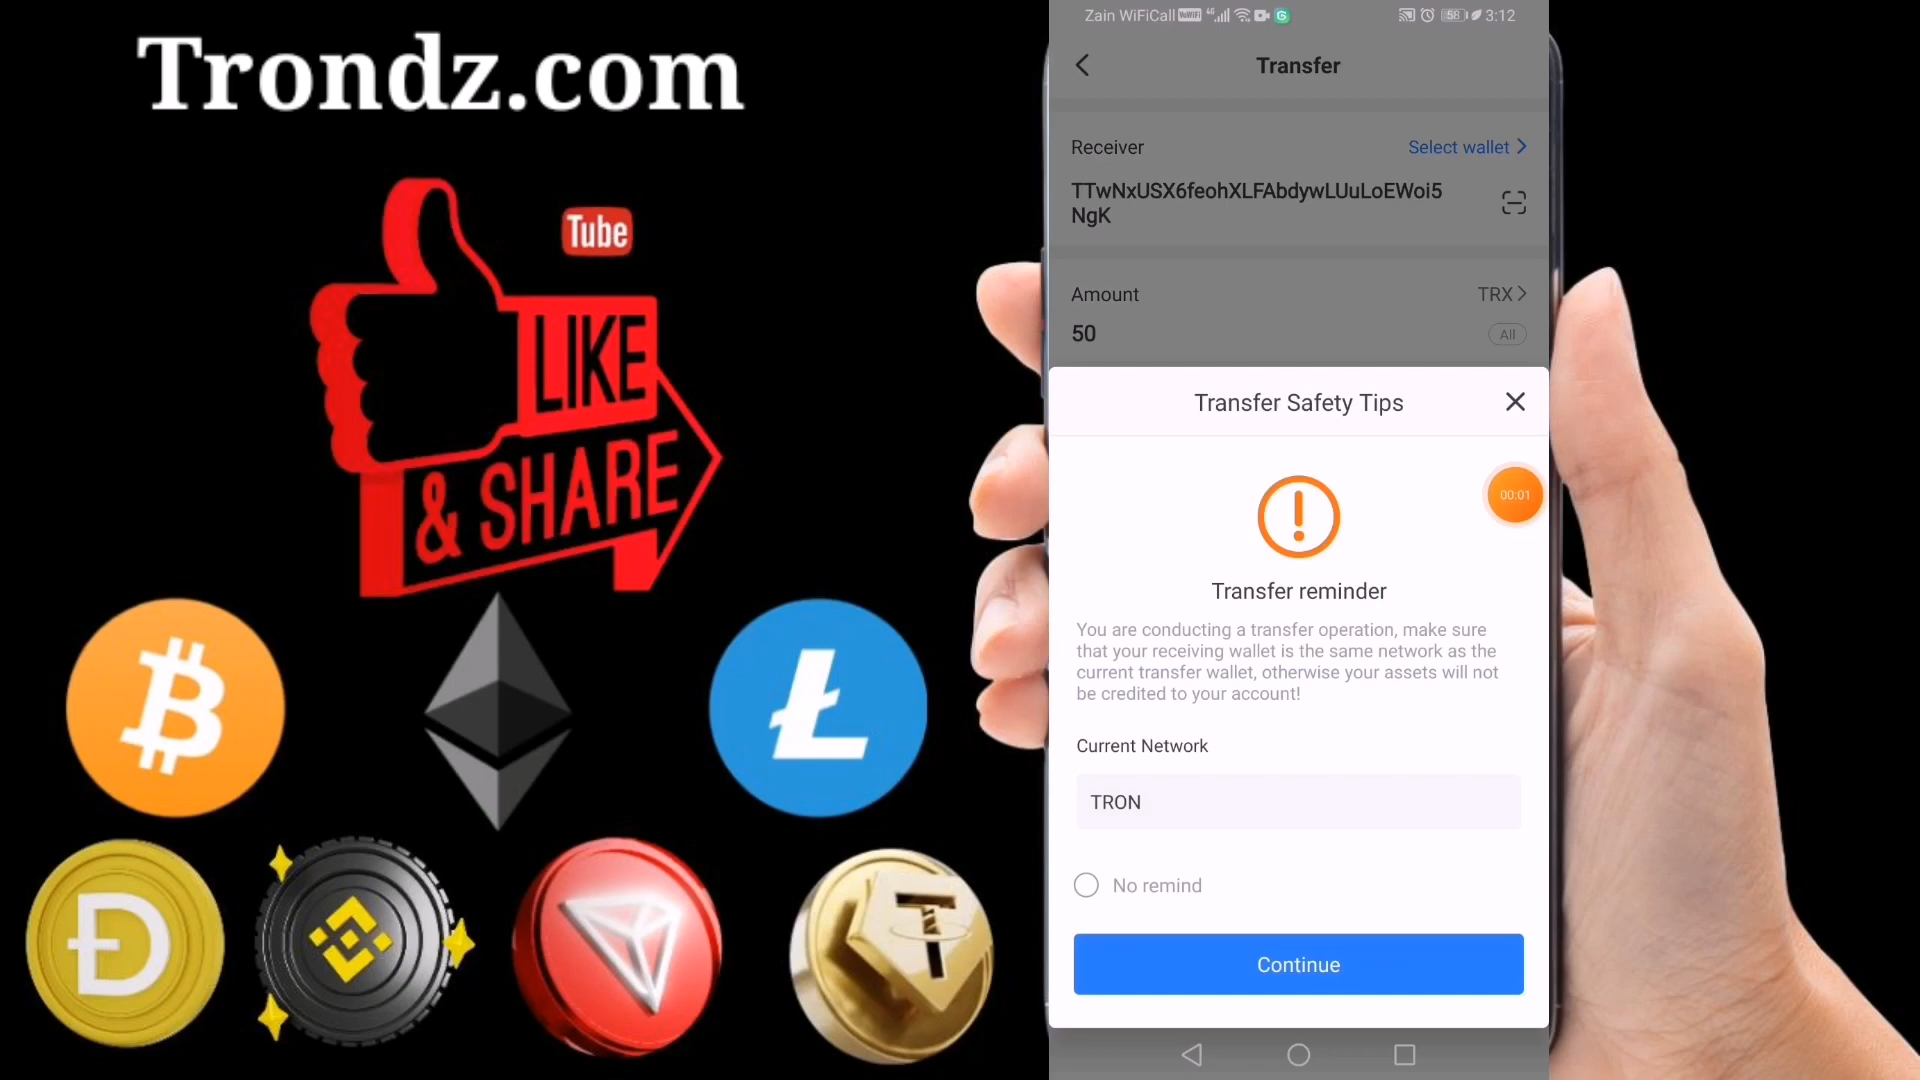 Trondz.com
Tube
LIKE
& SHARE
Zain WiFiCall VoWiFi 4G 58 3:12
Transfer
Receiver
Select wallet
TTwNxUSX6feohXLFAbdywLUuLoEWoi5
NgK
Amount
TRX
50
All
Transfer Safety Tips
00:01
Transfer reminder
You are conducting a transfer operation, make sure
that your receiving wallet is the same network as the
current transfer wallet, otherwise your assets will not
be credited to your account!
Current Network
TRON
No remind
Continue